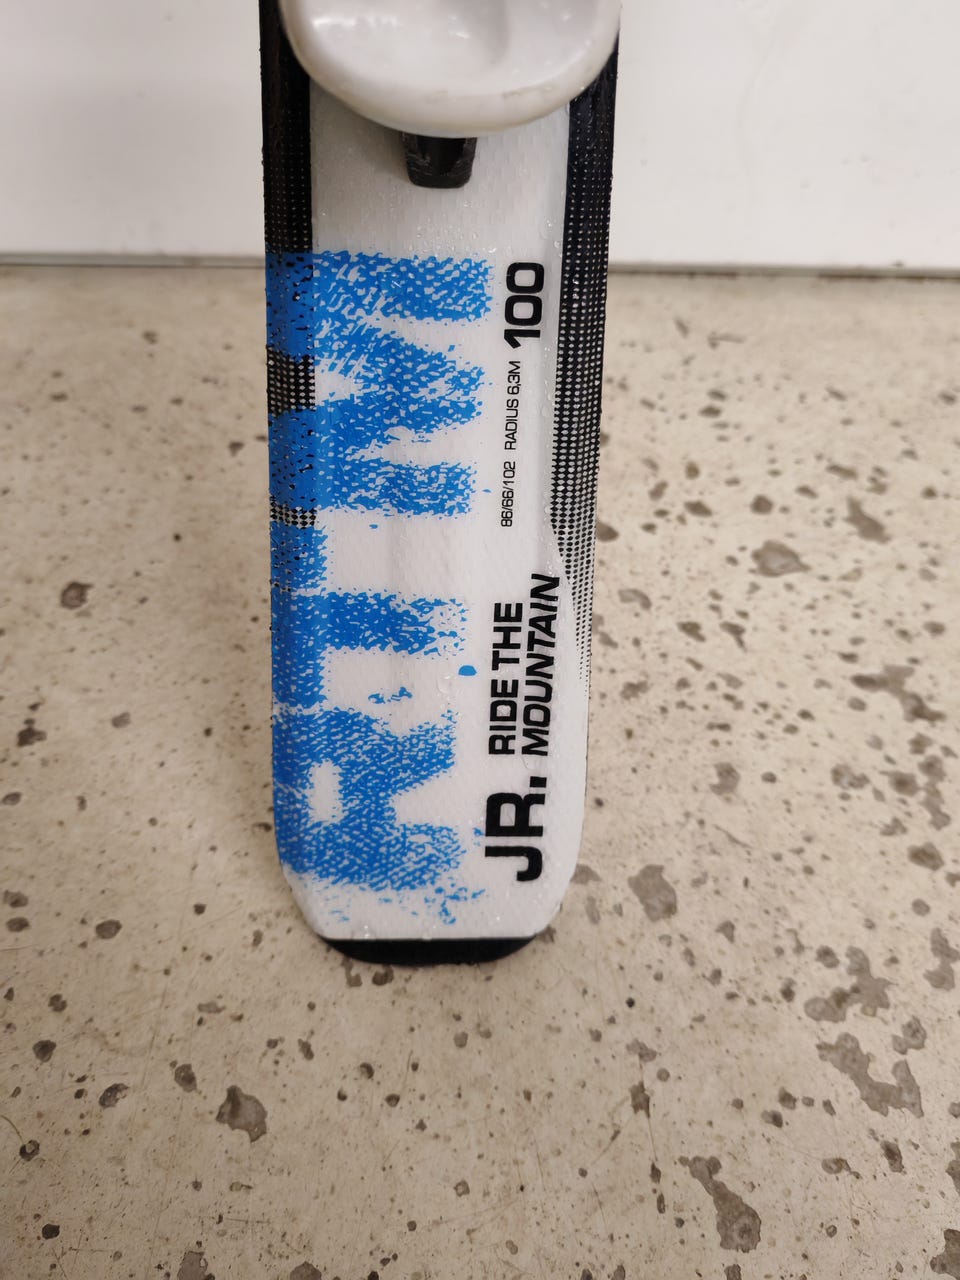 RTM
JR.
RIDE THE
MOUNTAIN
86/66/102 RADIUS 6,3M 100